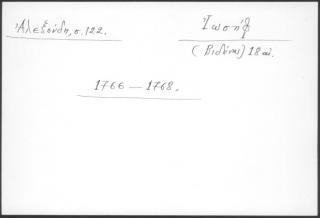 Ἀλεξούδη, σ. 122.
Ἰωσήφ
(Βιδύνης) 18 αἰ.
1766 — 1768.